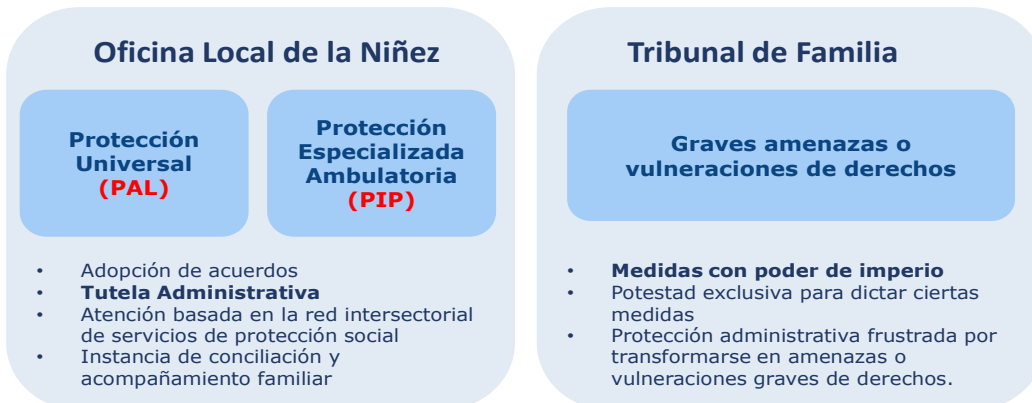 Oficina Local de la Niñez
Protección
Universal
(PAL)
Protección
Especializada
Ambulatoria
(PIP)
• Adopción de acuerdos
• Tutela Administrativa
• Atención basada en la red intersectorial
de servicios de protección social
• Instancia de conciliación y
acompañamiento familiar
Tribunal de Familia
Graves amenazas o
vulneraciones de derechos
• Medidas con poder de imperio
• Potestad exclusiva para dictar ciertas
medidas
• Protección administrativa frustrada por
transformarse en amenazas o
vulneraciones graves de derechos.